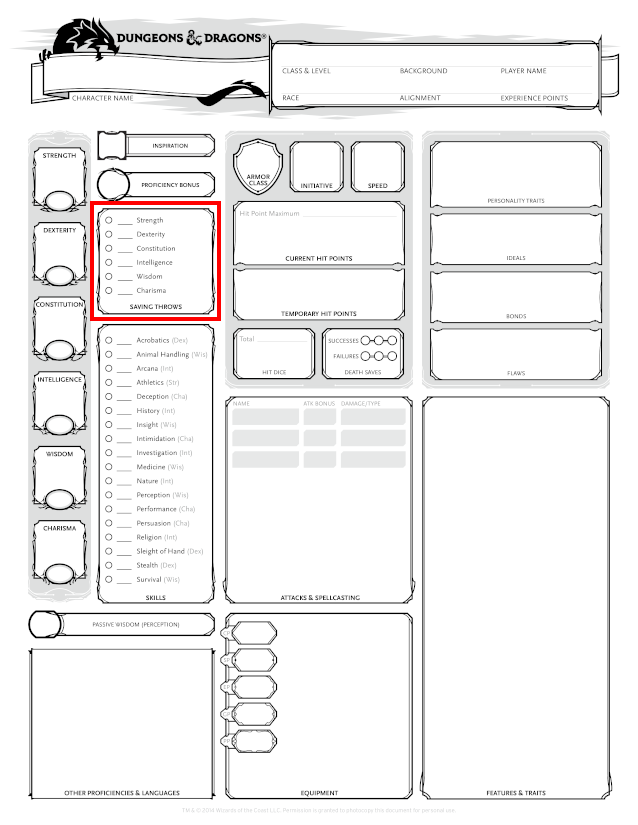 DUNGEONS & DRAGONS®
CLASS & LEVEL
BACKGROUND
PLAYER NAME
CHARACTER NAME
RACE
ALIGNMENT
EXPERIENCE POINTS
STRENGTH
DEXTERITY
CONSTITUTION
INTELLIGENCE
WISDOM
CHARISMA
INSPIRATION
PROFICIENCY BONUS
Strength
Dexterity
Constitution
Intelligence
Wisdom
Charisma
SAVING THROWS
Acrobatics (Dex)
Animal Handling (Wis)
Arcana (Int)
Athletics (Str)
Deception (Cha)
History (Int)
Insight (Wis)
Intimidation (Cha)
Investigation (Int)
Medicine (Wis)
Nature (Int)
Perception (Wis)
Performance (Cha)
Persuasion (Cha)
Religion (Int)
Sleight of Hand (Dex)
Stealth (Dex)
Survival (Wis)
SKILLS
PASSIVE WISDOM (PERCEPTION)
OTHER PROFICIENCIES & LANGUAGES
ARMOR
CLASS
INITIATIVE
SPEED
Hit Point Maximum
CURRENT HIT POINTS
TEMPORARY HIT POINTS
Total
HIT DICE
SUCCESSES
FAILURES
DEATH SAVES
NAME
ATK BONUS
DAMAGE/TYPE
ATTACKS & SPELLCASTING
EQUIPMENT
PERSONALITY TRAITS
IDEALS
BONDS
FLAWS
FEATURES & TRAITS
TM & © 2014 Wizards of the Coast LLC. Permission is granted to photocopy this document for personal use.